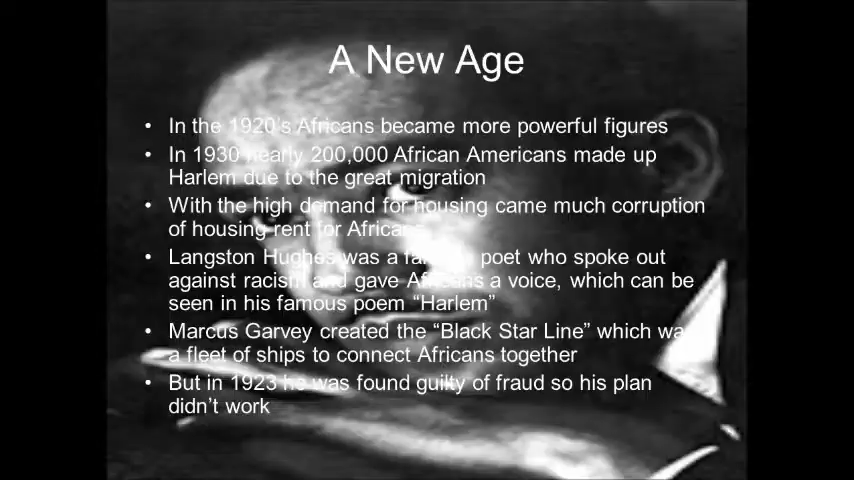 A New Age
• In the 1920's Africans became more powerful figures
• In 1930 nearly 200,000 African Americans made up
Harlem due to the great migration
• With the high demand for housing came much corruption
of housing rent for Africans
• Langston Hughes was a famous poet who spoke out
against racism and gave Africans a voice, which can be
seen in his famous poem “Harlem”
• Marcus Garvey created the “Black Star Line” which was
a fleet of ships to connect Africans together
• But in 1923 he was found guilty of fraud so his plan
didn’t work